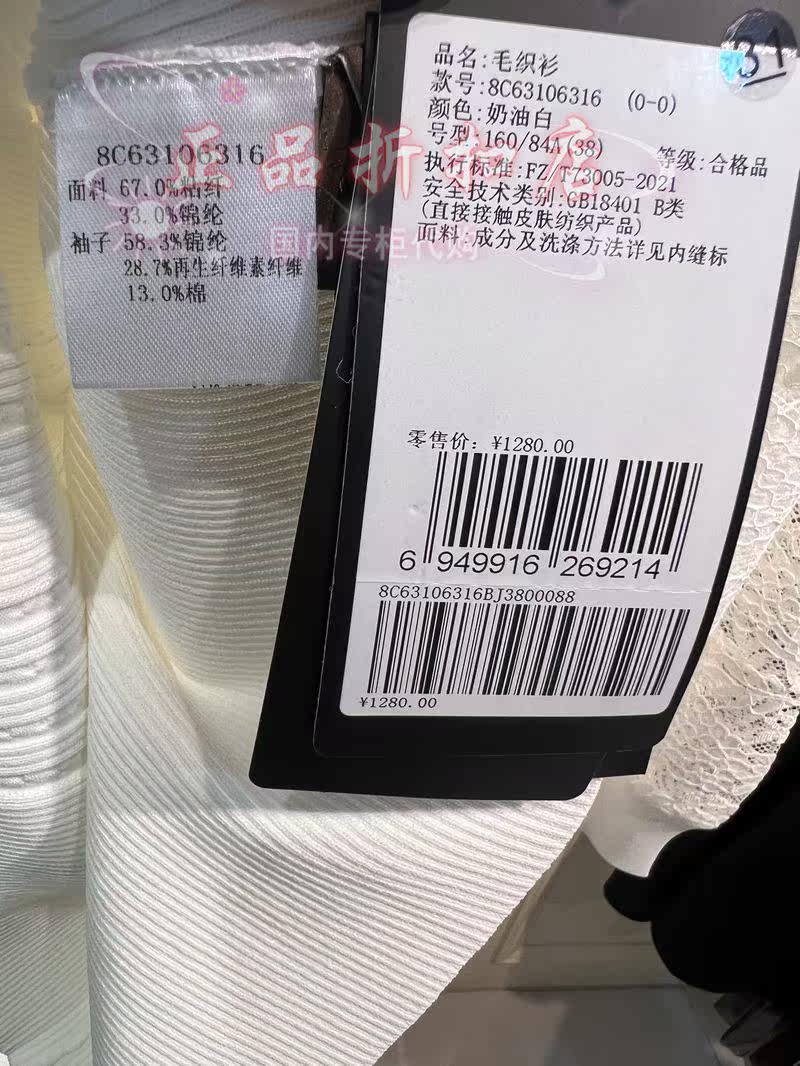 8C63106316
面料 67.0%粘纤
33.0%锦纶
袖子 58.3%锦纶
28.7%再生纤维素纤维
13.0%棉
品名:毛织衫
款号:8C63106316 (0-0)
颜色:奶油白
号型:160/84A(38) 等级:合格品
执行标准:FZ/T73005-2021
安全技术类别:GB18401 B类
(直接接触皮肤纺织产品)
面料:成分及洗涤方法详见内缝标
零售价: ¥1280.00
6 949916 269214
8C63106316BJ3800088
¥1280.00
正品折扣店
国内专柜代购